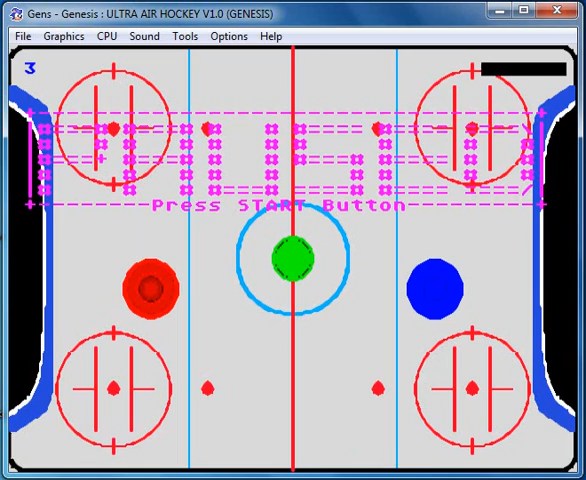 Gens - Genesis : ULTRA AIR HOCKEY V1.0 (GENESIS)
File Graphics CPU Sound Tools Options Help
3
PAUSED
Press START Button